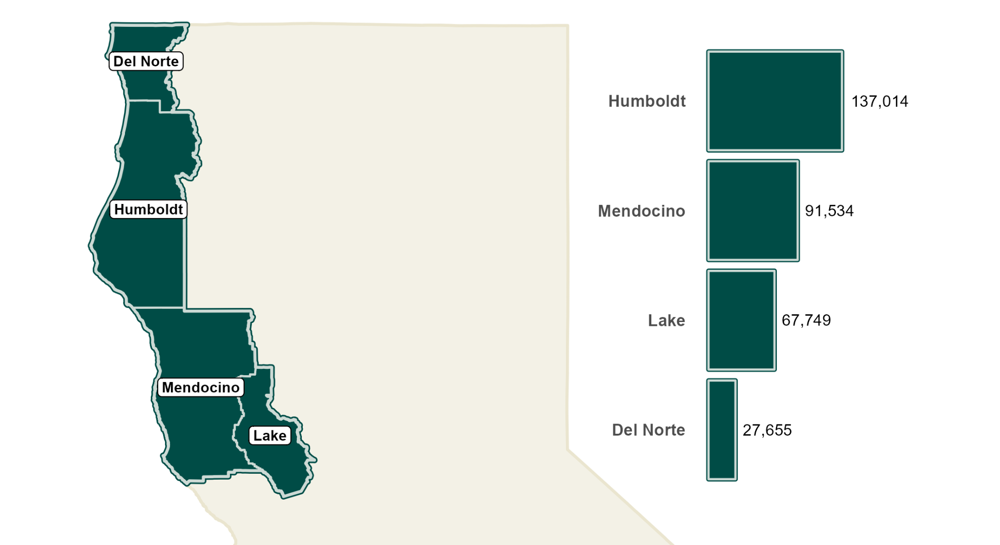 Del Norte
Humboldt
Mendocino
Lake
Humboldt 137,014
Mendocino 91,534
Lake 67,749
Del Norte 27,655